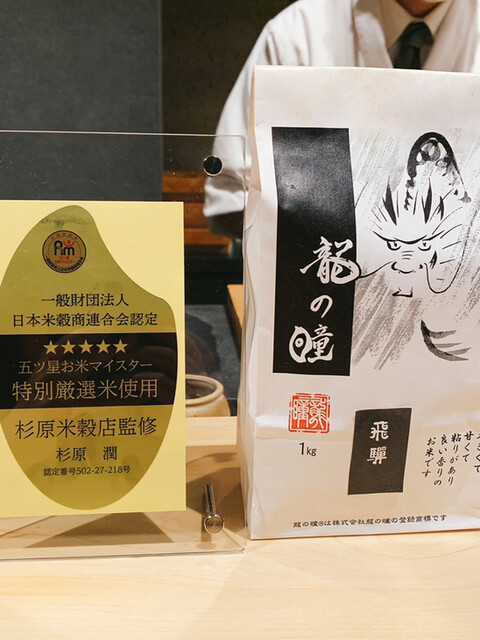 一般財団法人
日本米穀商連合会認定
★★★★★
五ツ星お米マイスター
特別厳選米使用
杉原米穀店監修
杉原 潤
認定番号502-27-218号
龍の瞳
1kg
飛騨
甘くて
粘りがあり
良い香りの
お米です
龍の瞳®は株式会社龍の瞳の登録商標です